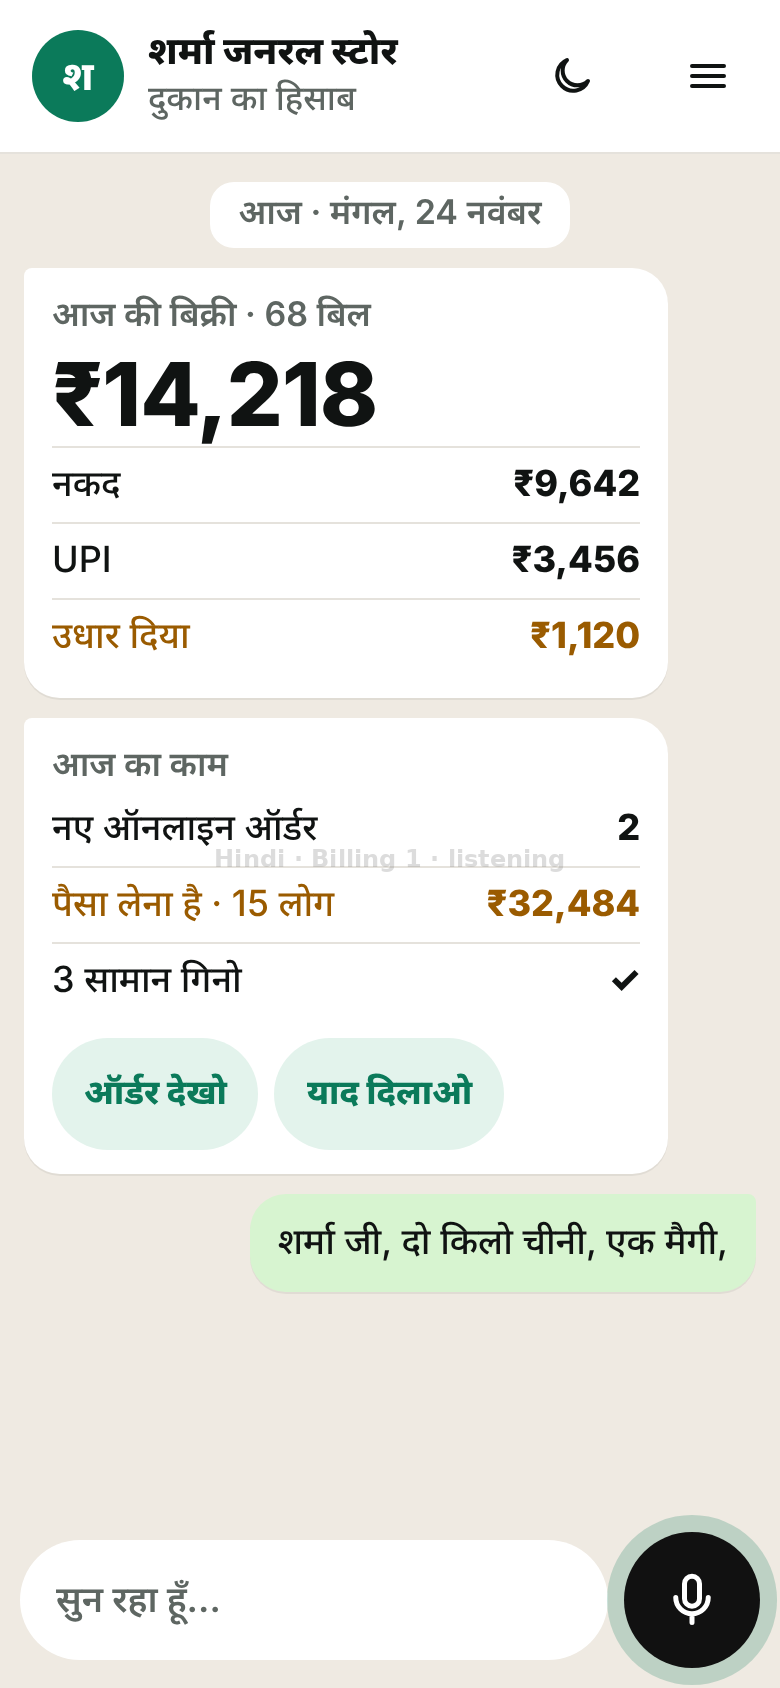 श
शर्मा जनरल स्टोर
दुकान का हिसाब
आज · मंगल, 24 नवंबर
आज की बिक्री · 68 बिल
₹14,218
नकद ₹9,642
UPI ₹3,456
उधार दिया ₹1,120
आज का काम
नए ऑनलाइन ऑर्डर 2
Hindi · Billing 1 · listening
पैसा लेना है · 15 लोग ₹32,484
3 सामान गिनो ✓
ऑर्डर देखो याद दिलाओ
शर्मा जी, दो किलो चीनी, एक मैगी,
सुन रहा हूँ...